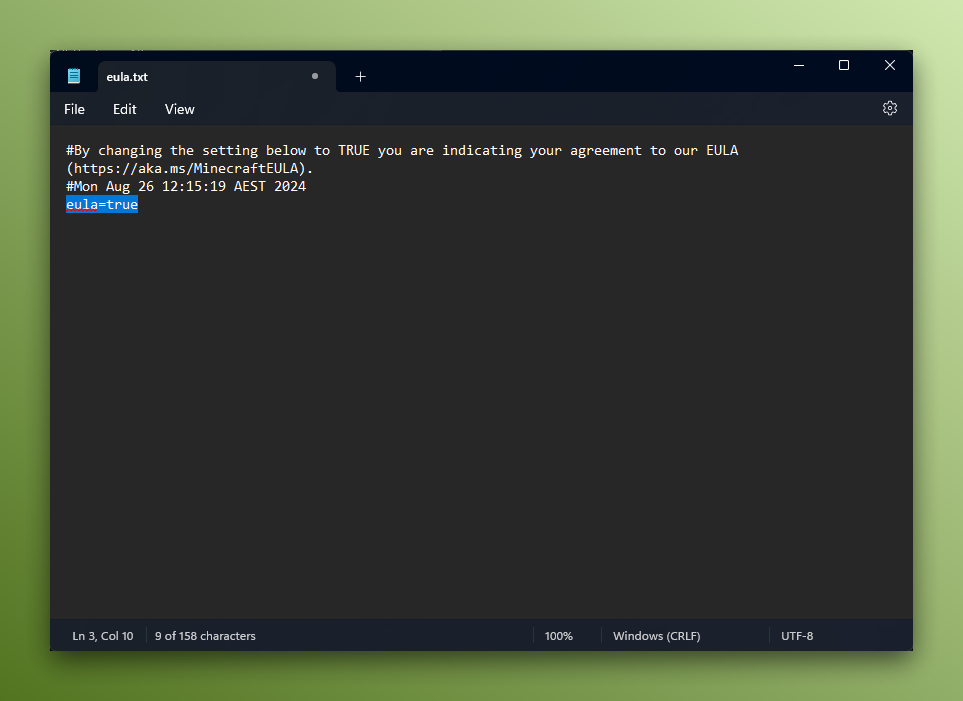 eula.txt
File Edit View
#By changing the setting below to TRUE you are indicating your agreement to our EULA
(https://aka.ms/MinecraftEULA).
#Mon Aug 26 12:15:19 AEST 2024
eula=true
Ln 3, Col 10 9 of 158 characters 100% Windows (CRLF) UTF-8